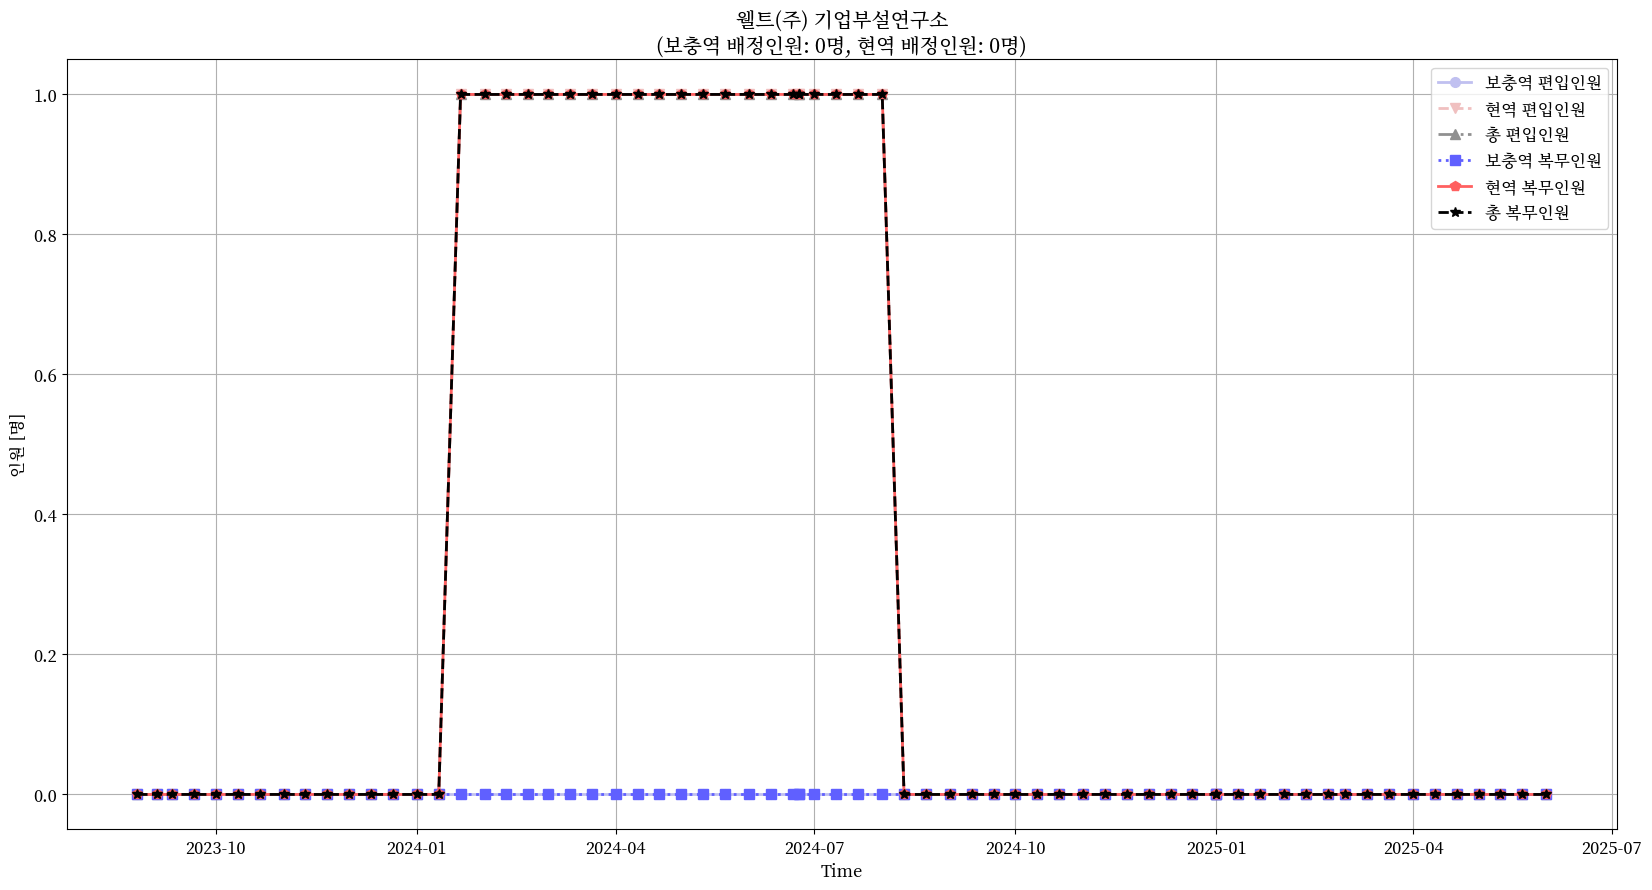 웰트(주) 기업부설연구소
(보충역 배정인원: 0명, 현역 배정인원: 0명)
보충역 편입인원
현역 편입인원
총 편입인원
보충역 복무인원
현역 복무인원
총 복무인원
인원 [명]
1.0
0.8
0.6
0.4
0.2
0.0
2023-10
2024-01
2024-04
2024-07
2024-10
2025-01
2025-04
2025-07
Time